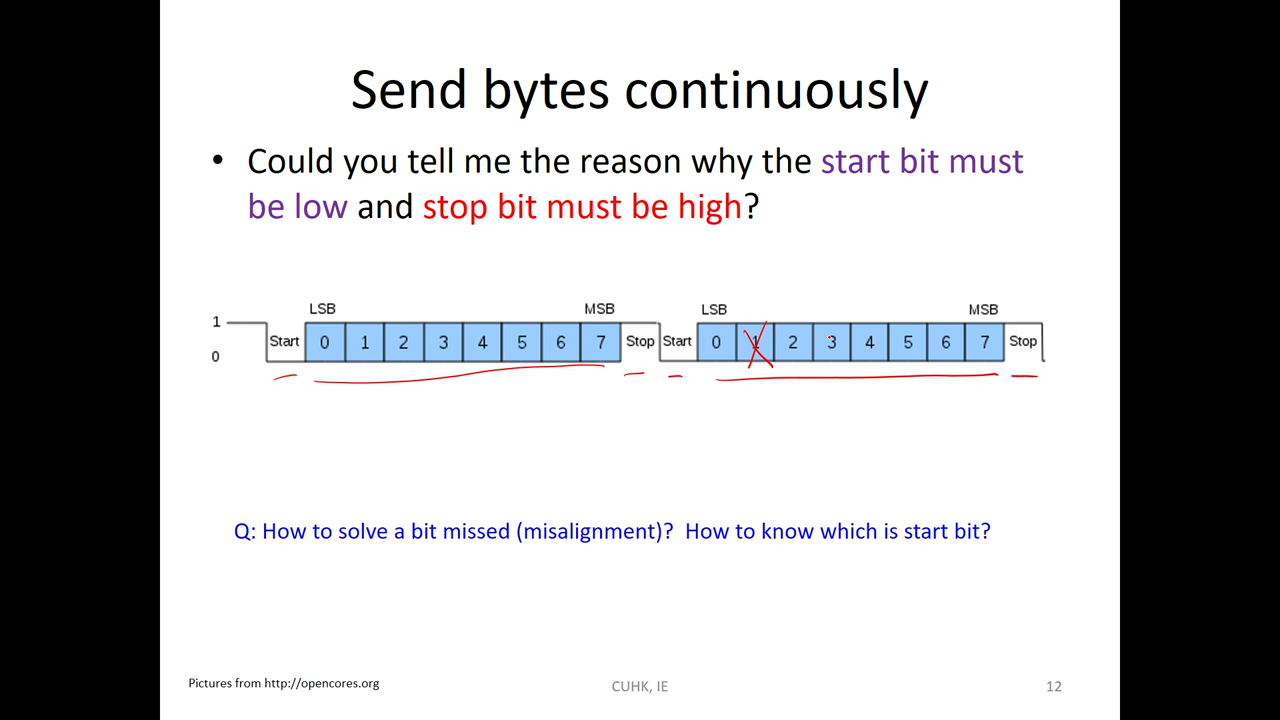 Send bytes continuously
• Could you tell me the reason why the start bit must
be low and stop bit must be high?
LSB MSB LSB MSB
1
Start 0 1 2 3 4 5 6 7 Stop Start 0 1 2 3 4 5 6 7 Stop
0
Q: How to solve a bit missed (misalignment)? How to know which is start bit?
Pictures from http://opencores.org CUHK, IE 12